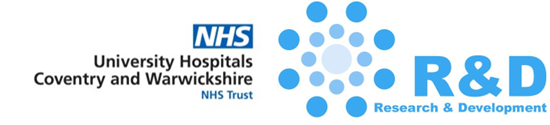 NHS
University Hospitals
Coventry and Warwickshire
NHS Trust
R&D
Research & Development